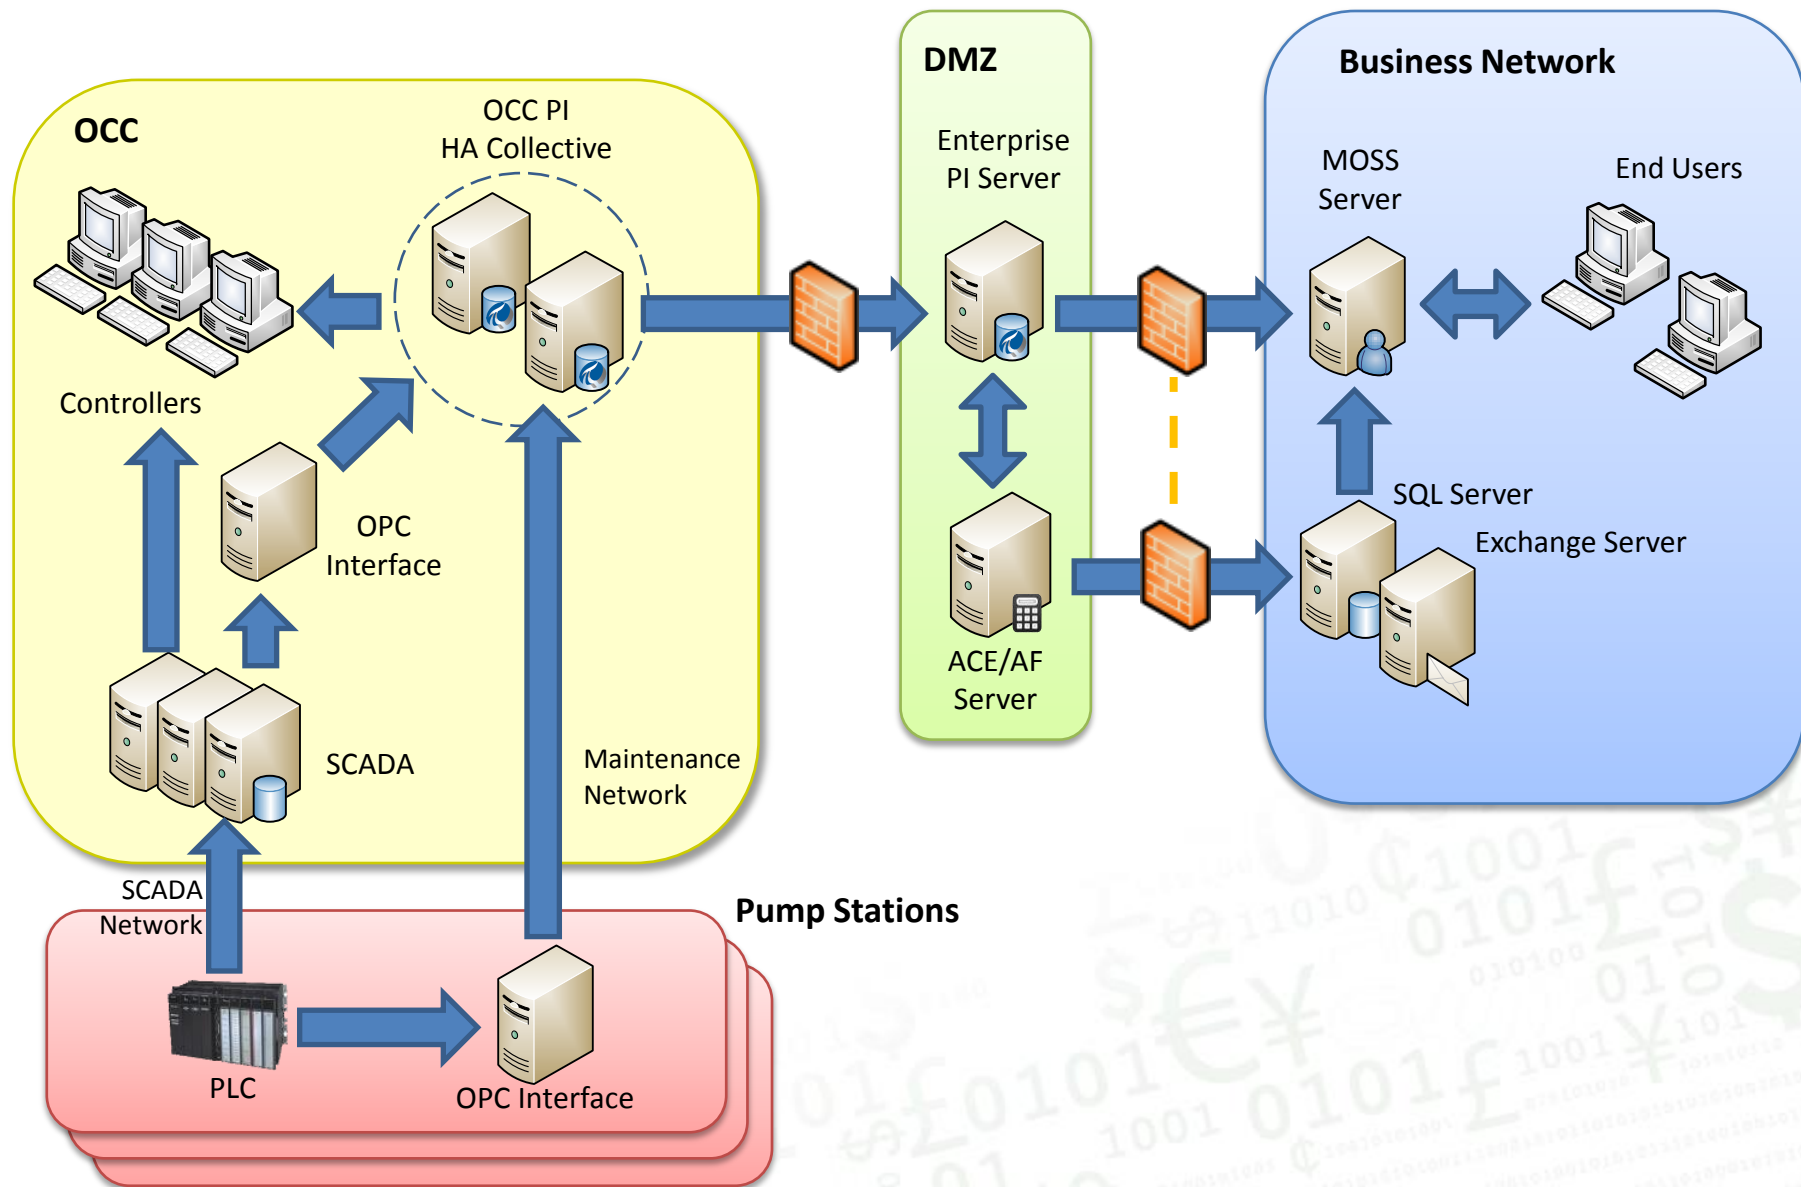 OCC
OCC PI
HA Collective
Controllers
OPC
Interface
SCADA
Maintenance
Network
SCADA
Network
Pump Stations
PLC
OPC Interface
DMZ
Enterprise
PI Server
ACE/AF
Server
Business Network
MOSS
Server
End Users
SQL Server
Exchange Server